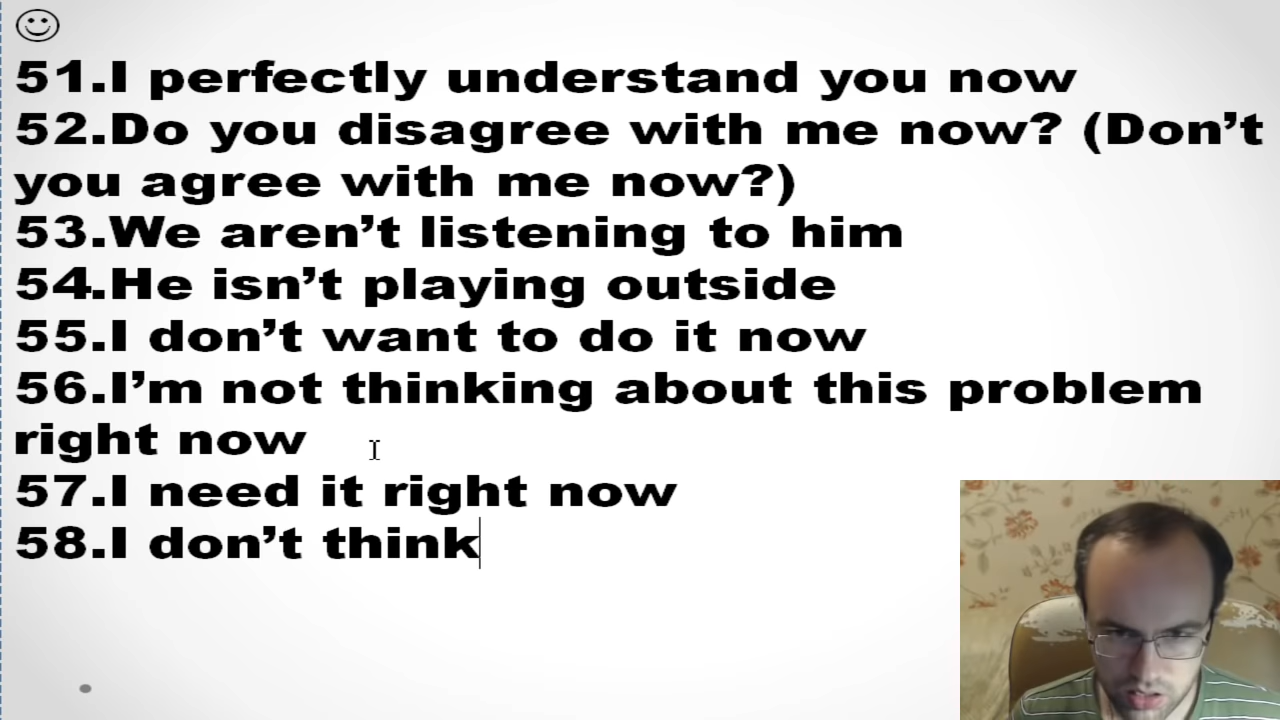 51.I perfectly understand you now
52.Do you disagree with me now? (Don’t
you agree with me now?)
53.We aren’t listening to him
54.He isn’t playing outside
55.I don’t want to do it now
56.I’m not thinking about this problem
right now
57.I need it right now
58.I don’t think